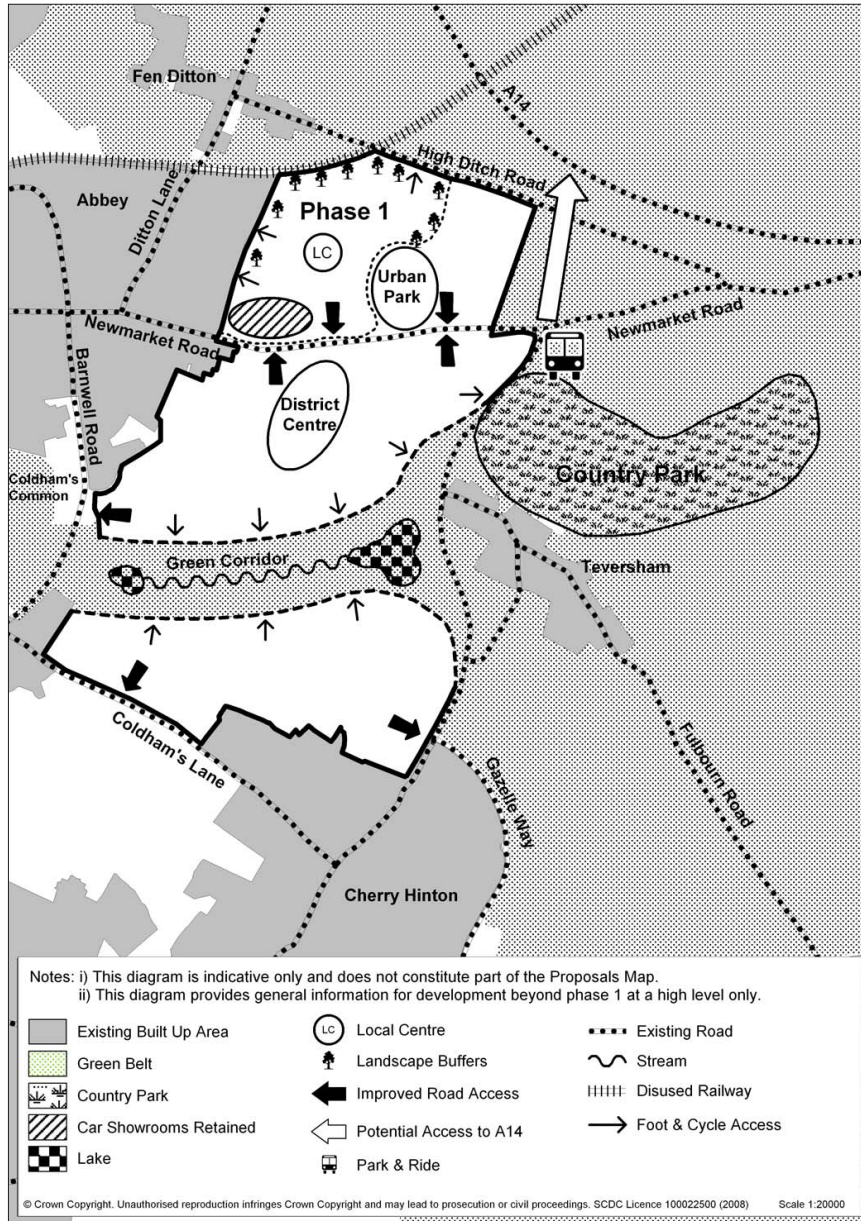 Fen Ditton
A14
High Ditch Road
Abbey
Ditton Lane
Phase 1
LC
Urban
Park
Newmarket Road
Newmarket Road
Barnwell Road
District
Centre
Coldham's
Common
Country Park
Green Corridor
Teversham
Coldham's Lane
Gazelle Way
Fulbourn Road
Cherry Hinton
Notes: i) This diagram is indicative only and does not constitute part of the Proposals Map.
ii) This diagram provides general information for development beyond phase 1 at a high level only.
Existing Built Up Area
Green Belt
Country Park
Car Showrooms Retained
Lake
LC Local Centre
Landscape Buffers
Improved Road Access
Potential Access to A14
Park & Ride
Existing Road
Stream
Disused Railway
Foot & Cycle Access
© Crown Copyright. Unauthorised reproduction infringes Crown Copyright and may lead to prosecution or civil proceedings. SCDC Licence 100022500 (2008) Scale 1:20000